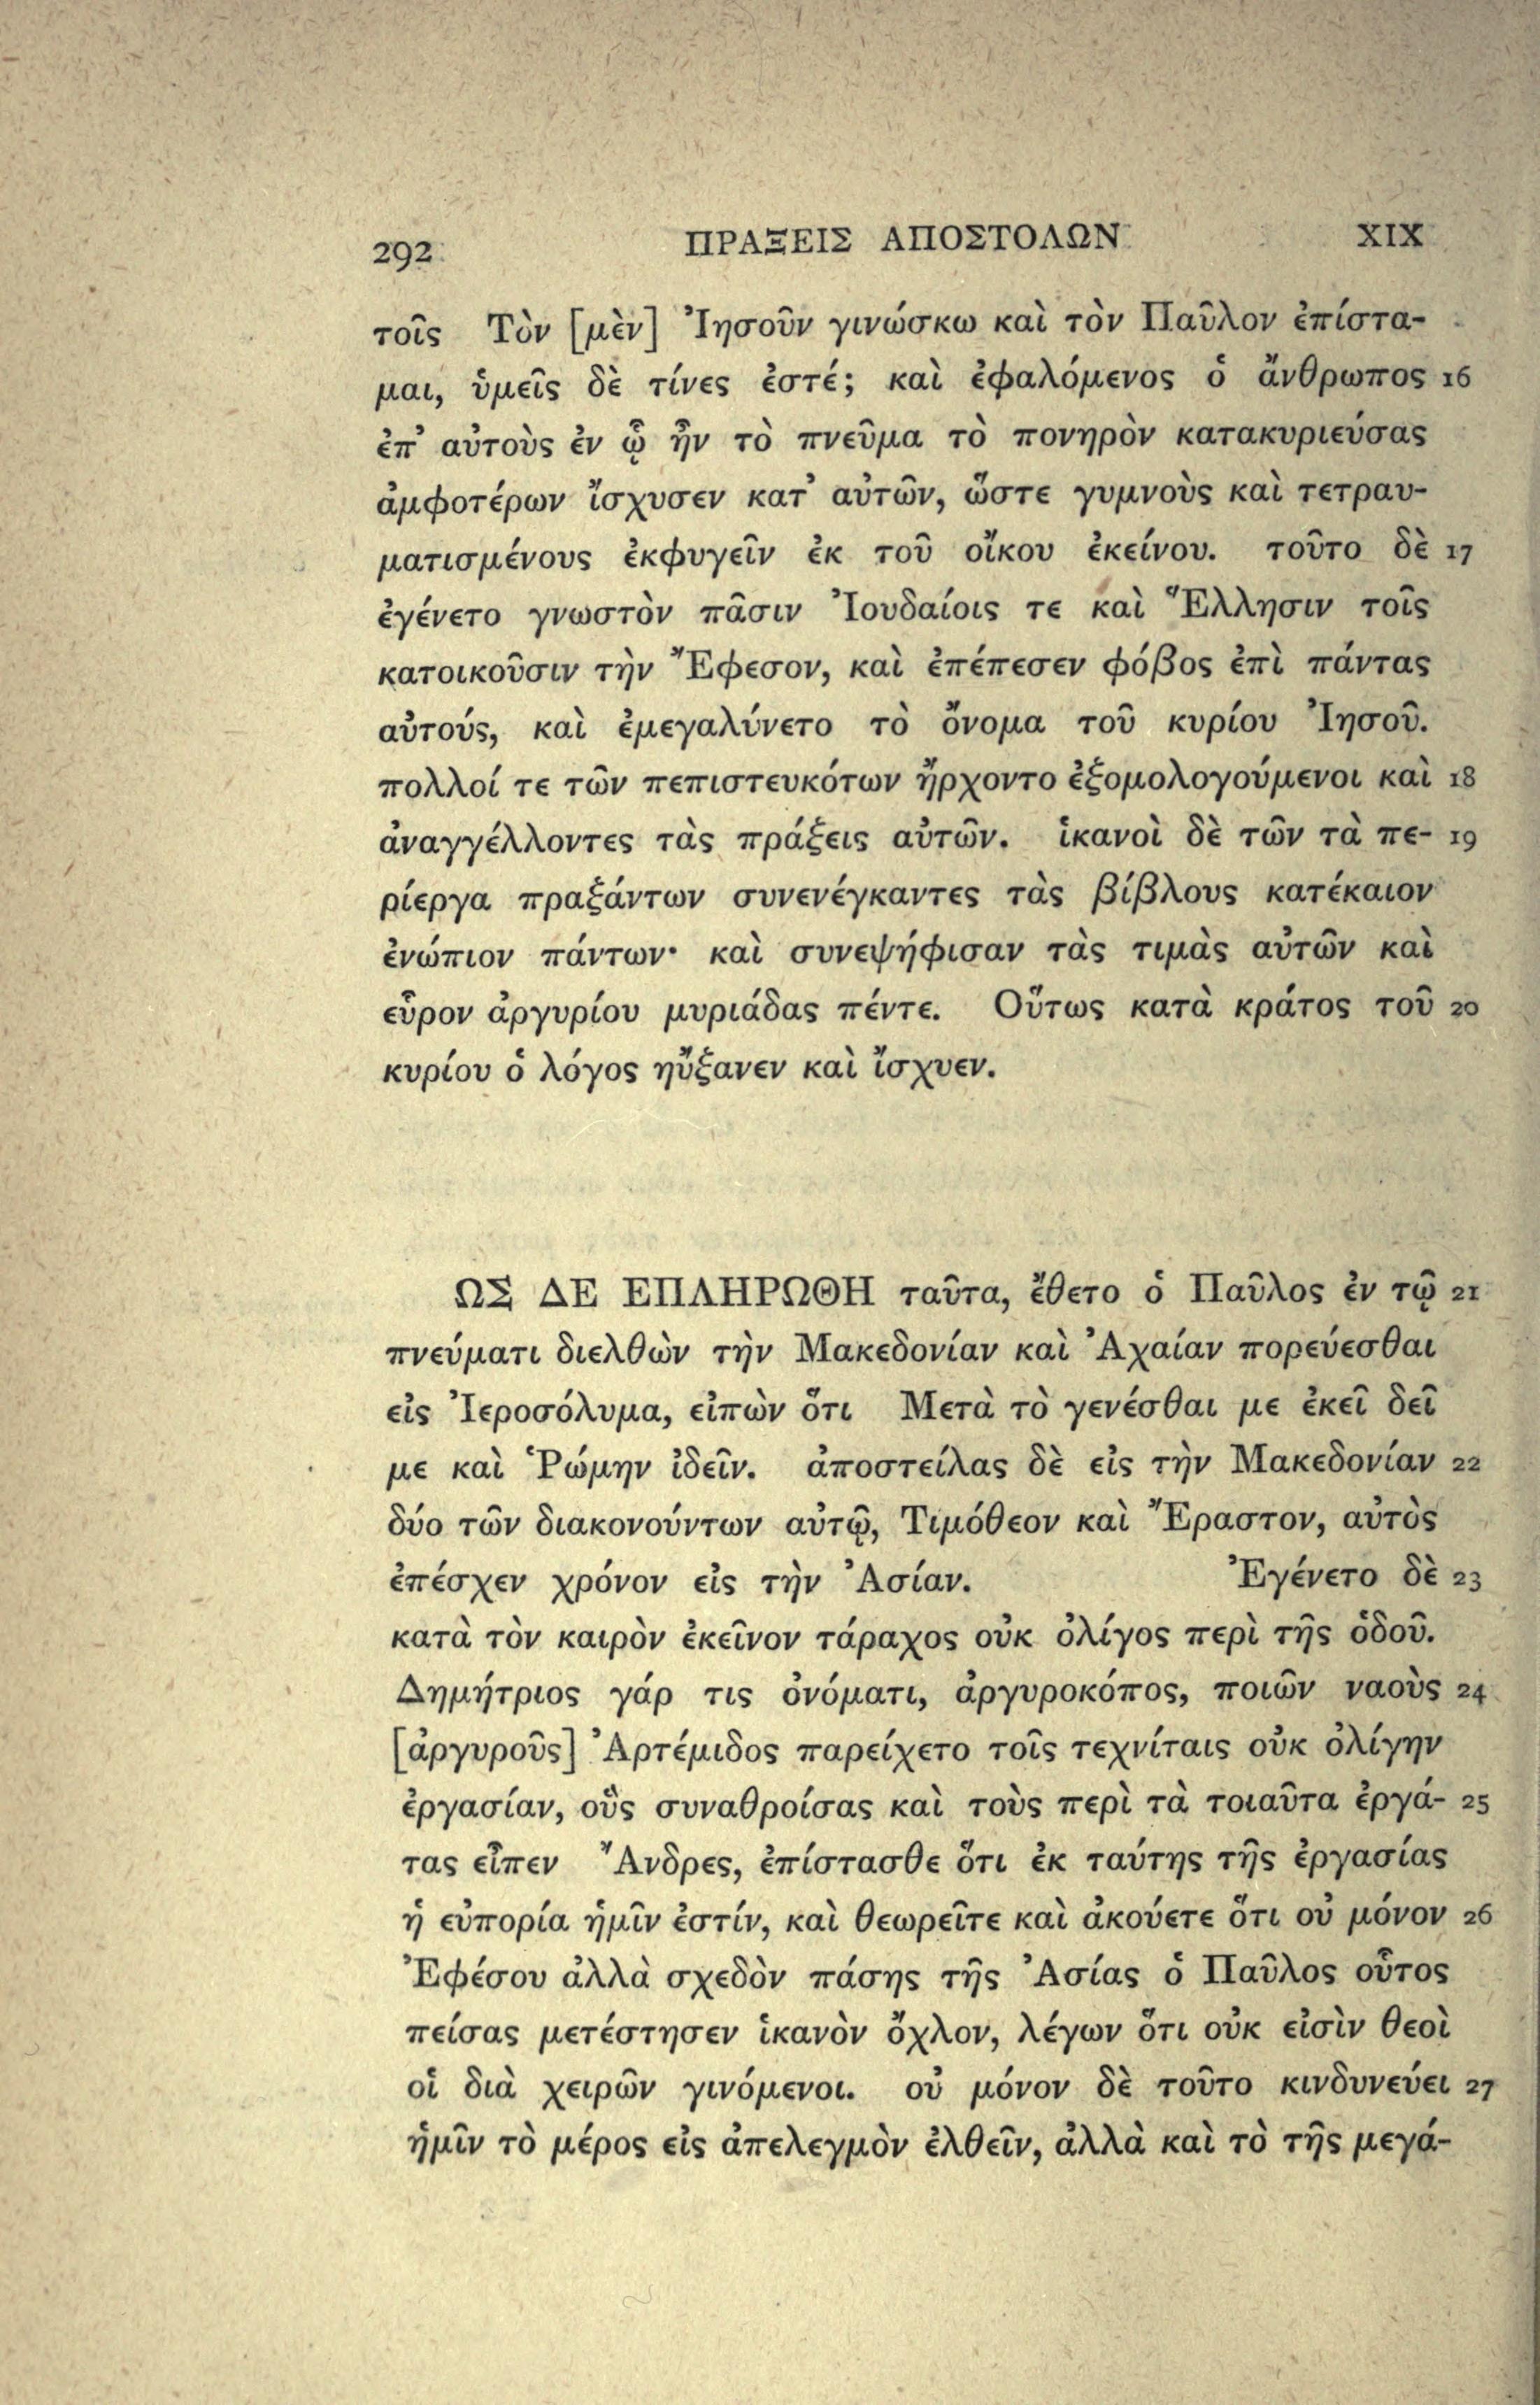 292 ΠΡΑΞΕΙΣ ΑΠΟΣΤΟΛΩΝ XIX
τοῖς Τὸν [μὲν] Ἰησοῦν γινώσκω καὶ τὸν Παῦλον ἐπίστα-
μαι, ὑμεῖς δὲ τίνες ἐστέ; καὶ ἐφαλόμενος ὁ ἄνθρωπος 16
ἐπ' αὐτοὺς ἐν ᾧ ἦν τὸ πνεῦμα τὸ πονηρὸν κατακυριεύσας
ἀμφοτέρων ἴσχυσεν κατ' αὐτῶν, ὥστε γυμνοὺς καὶ τετραυ-
ματισμένους ἐκφυγεῖν ἐκ τοῦ οἴκου ἐκείνου. τοῦτο δὲ 17
ἐγένετο γνωστὸν πᾶσιν Ἰουδαίοις τε καὶ Ἕλλησιν τοῖς
κατοικοῦσιν τὴν Ἔφεσον, καὶ ἐπέπεσεν φόβος ἐπὶ πάντας
αὐτούς, καὶ ἐμεγαλύνετο τὸ ὄνομα τοῦ κυρίου Ἰησοῦ.
πολλοί τε τῶν πεπιστευκότων ἤρχοντο ἐξομολογούμενοι καὶ 18
ἀναγγέλλοντες τὰς πράξεις αὐτῶν. ἱκανοὶ δὲ τῶν τὰ πε- 19
ρίεργα πραξάντων συνενέγκαντες τὰς βίβλους κατέκαιον
ἐνώπιον πάντων· καὶ συνεψήφισαν τὰς τιμὰς αὐτῶν καὶ
εὗρον ἀργυρίου μυριάδας πέντε. Οὕτως κατὰ κράτος τοῦ 20
κυρίου ὁ λόγος ηὔξανεν καὶ ἴσχυεν.
ΩΣ ΔΕ ΕΠΛΗΡΩΘΗ ταῦτα, ἔθετο ὁ Παῦλος ἐν τῷ 21
πνεύματι διελθὼν τὴν Μακεδονίαν καὶ Ἀχαίαν πορεύεσθαι
εἰς Ἰεροσόλυμα, εἰπὼν ὅτι Μετὰ τὸ γενέσθαι με ἐκεῖ δεῖ
με καὶ Ῥώμην ἰδεῖν. ἀποστείλας δὲ εἰς τὴν Μακεδονίαν 22
δύο τῶν διακονούντων αὐτῷ, Τιμόθεον καὶ Ἔραστον, αὐτὸς
ἐπέσχεν χρόνον εἰς τὴν Ἀσίαν. Ἐγένετο δὲ 23
κατὰ τὸν καιρὸν ἐκεῖνον τάραχος οὐκ ὀλίγος περὶ τῆς ὁδοῦ.
Δημήτριος γάρ τις ὀνόματι, ἀργυροκόπος, ποιῶν ναοὺς 24
[ἀργυροῦς] Ἀρτέμιδος παρείχετο τοῖς τεχνίταις οὐκ ὀλίγην
ἐργασίαν, οὓς συναθροίσας καὶ τοὺς περὶ τὰ τοιαῦτα ἐργά- 25
τας εἶπεν Ἄνδρες, ἐπίστασθε ὅτι ἐκ ταύτης τῆς ἐργασίας
ἡ εὐπορία ἡμῖν ἐστίν, καὶ θεωρεῖτε καὶ ἀκούετε ὅτι οὐ μόνον 26
Ἐφέσου ἀλλὰ σχεδὸν πάσης τῆς Ἀσίας ὁ Παῦλος οὗτος
πείσας μετέστησεν ἱκανὸν ὄχλον, λέγων ὅτι οὐκ εἰσὶν θεοὶ
οἱ διὰ χειρῶν γινόμενοι. οὐ μόνον δὲ τοῦτο κινδυνεύει 27
ἡμῖν τὸ μέρος εἰς ἀπελεγμὸν ἐλθεῖν, ἀλλὰ καὶ τὸ τῆς μεγά-